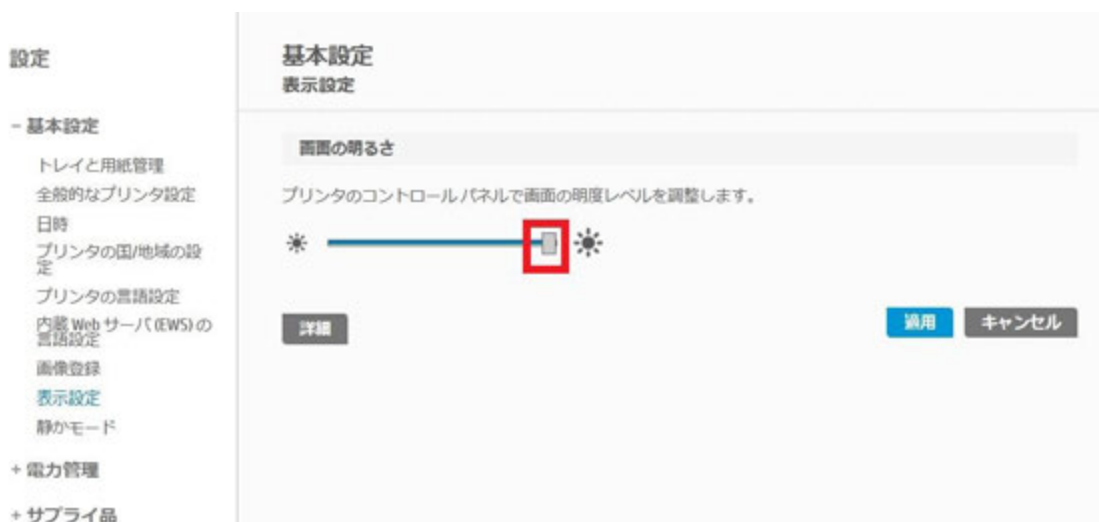 設定
- 基本設定
トレイと用紙管理
全般的なプリンタ設定
日時
プリンタの国/地域の設
定
プリンタの言語設定
内蔵 Web サーバ (EWS) の
言語設定
画像登録
表示設定
静かモード
+ 電力管理
+ サプライ品
基本設定
表示設定
画面の明るさ
プリンタのコントロール パネルで画面の明度レベルを調整します。
詳細
適用
キャンセル